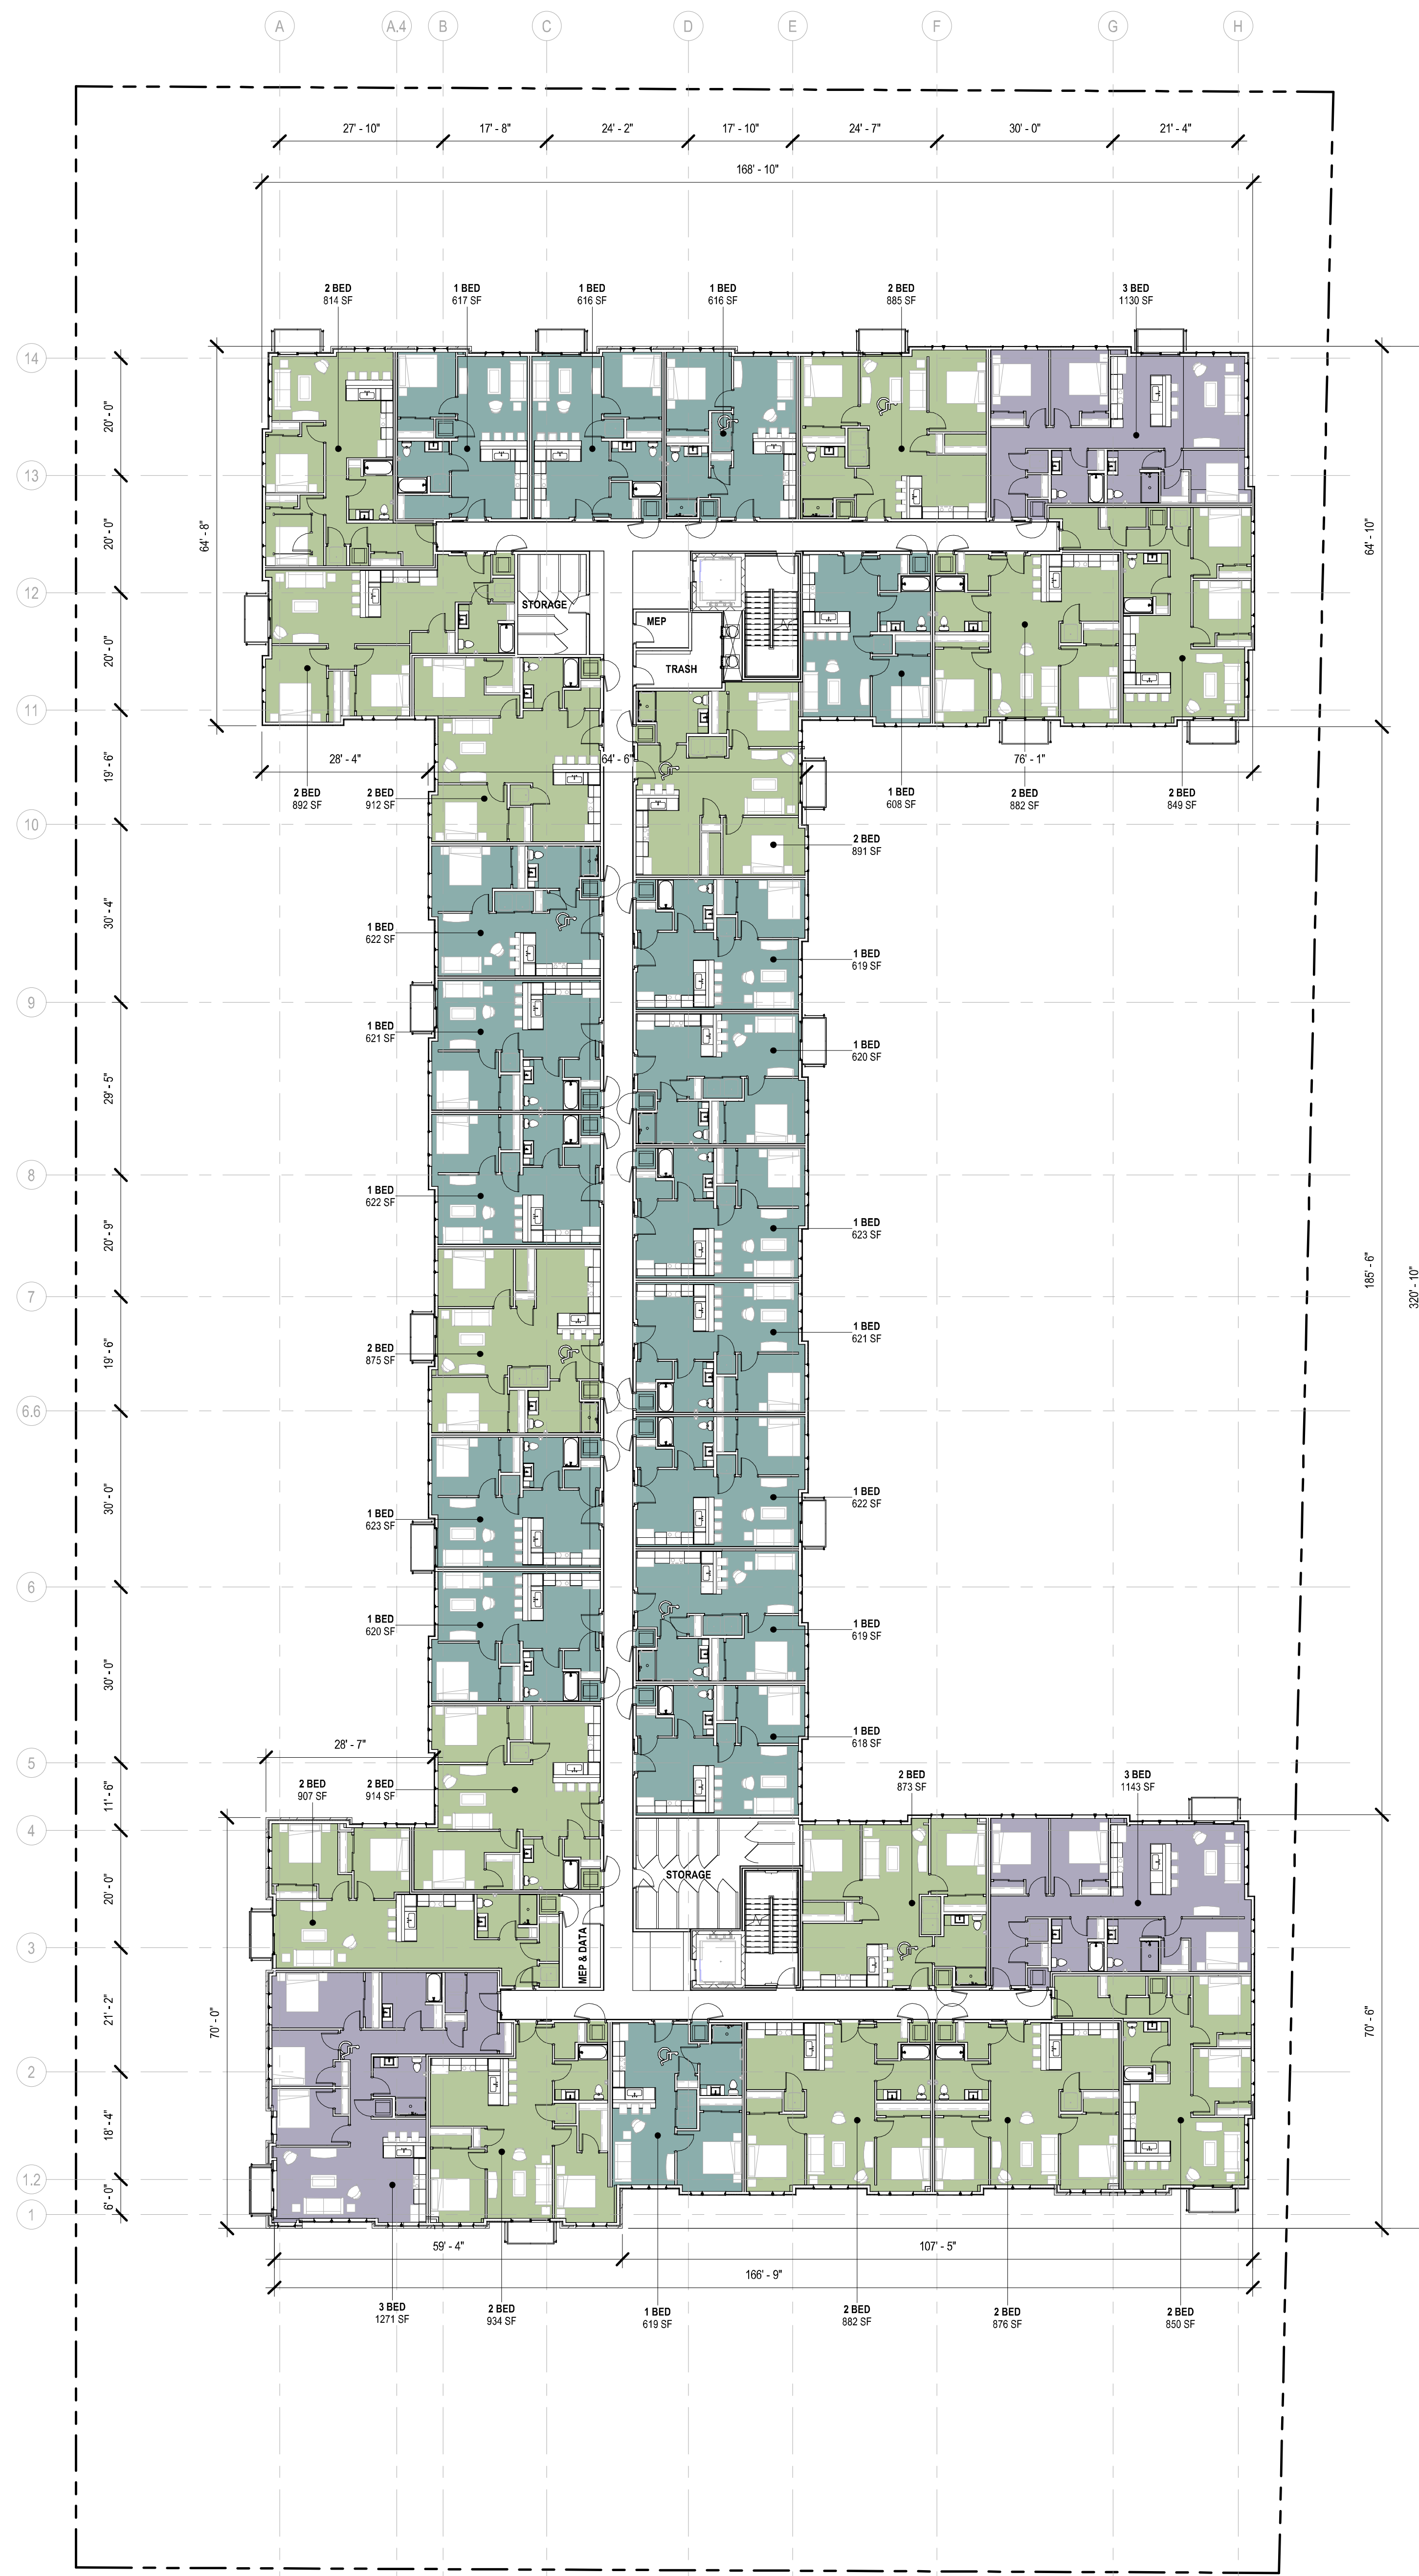 A A.4 B C D E F G H
27' - 10" 17' - 8" 24' - 2" 17' - 10" 24' - 7" 30' - 0" 21' - 4"
168' - 10"
2 BED
814 SF
1 BED
617 SF
1 BED
616 SF
1 BED
616 SF
2 BED
885 SF
3 BED
1130 SF
14
20' - 0"
13
20' - 0"
64' - 8"
64' - 10"
12
STORAGE
MEP
TRASH
20' - 0"
11
19' - 6"
28' - 4"
64' - 6"
76' - 1"
2 BED
892 SF
2 BED
912 SF
1 BED
608 SF
2 BED
882 SF
2 BED
849 SF
10
2 BED
891 SF
30' - 4"
1 BED
622 SF
1 BED
619 SF
9
1 BED
621 SF
1 BED
620 SF
29' - 5"
8
1 BED
622 SF
1 BED
623 SF
20' - 9"
185' - 6"
320' - 10"
7
1 BED
621 SF
19' - 6"
2 BED
875 SF
6.6
30' - 0"
1 BED
623 SF
1 BED
622 SF
6
1 BED
620 SF
1 BED
619 SF
30' - 0"
28' - 7"
1 BED
618 SF
5
11' - 6"
2 BED
907 SF
2 BED
914 SF
2 BED
873 SF
3 BED
1143 SF
4
20' - 0"
STORAGE
3
MEP & DATA
21' - 2"
70' - 0"
70' - 6"
2
18' - 4"
1.2
6' - 0"
1
59' - 4"
107' - 5"
166' - 9"
3 BED
1271 SF
2 BED
934 SF
1 BED
619 SF
2 BED
882 SF
2 BED
876 SF
2 BED
850 SF